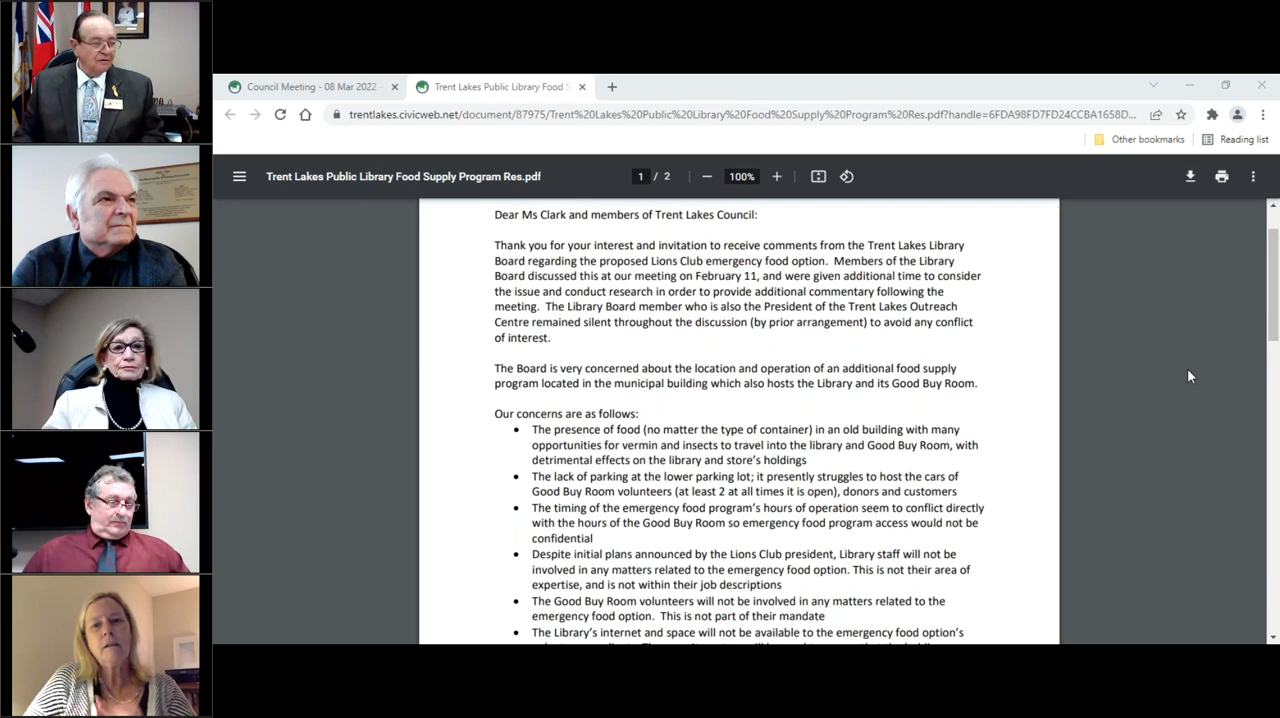 Council Meeting - 08 Mar 2022
Trent Lakes Public Library Food S
trentlakes.civicweb.net/document/87975/Trent%20Lakes%20Public%20Library%20Food%20Supply%20Program%20Res.pdf?handle=6FDA98FD7FD24CCBA1658D...
Other bookmarks
Reading list
Trent Lakes Public Library Food Supply Program Res.pdf
1 / 2
100%
Dear Ms Clark and members of Trent Lakes Council:
Thank you for your interest and invitation to receive comments from the Trent Lakes Library
Board regarding the proposed Lions Club emergency food option. Members of the Library
Board discussed this at our meeting on February 11, and were given additional time to consider
the issue and conduct research in order to provide additional commentary following the
meeting. The Library Board member who is also the President of the Trent Lakes Outreach
Centre remained silent throughout the discussion (by prior arrangement) to avoid any conflict
of interest.
The Board is very concerned about the location and operation of an additional food supply
program located in the municipal building which also hosts the Library and its Good Buy Room.
Our concerns are as follows:
• The presence of food (no matter the type of container) in an old building with many
opportunities for vermin and insects to travel into the library and Good Buy Room, with
detrimental effects on the library and store's holdings
• The lack of parking at the lower parking lot; it presently struggles to host the cars of
Good Buy Room volunteers (at least 2 at all times it is open), donors and customers
• The timing of the emergency food program's hours of operation seem to conflict directly
with the hours of the Good Buy Room so emergency food program access would not be
confidential
• Despite initial plans announced by the Lions Club president, Library staff will not be
involved in any matters related to the emergency food option. This is not their area of
expertise, and is not within their job descriptions
• The Good Buy Room volunteers will not be involved in any matters related to the
emergency food option. This is not part of their mandate
• The Library's internet and space will not be available to the emergency food option's